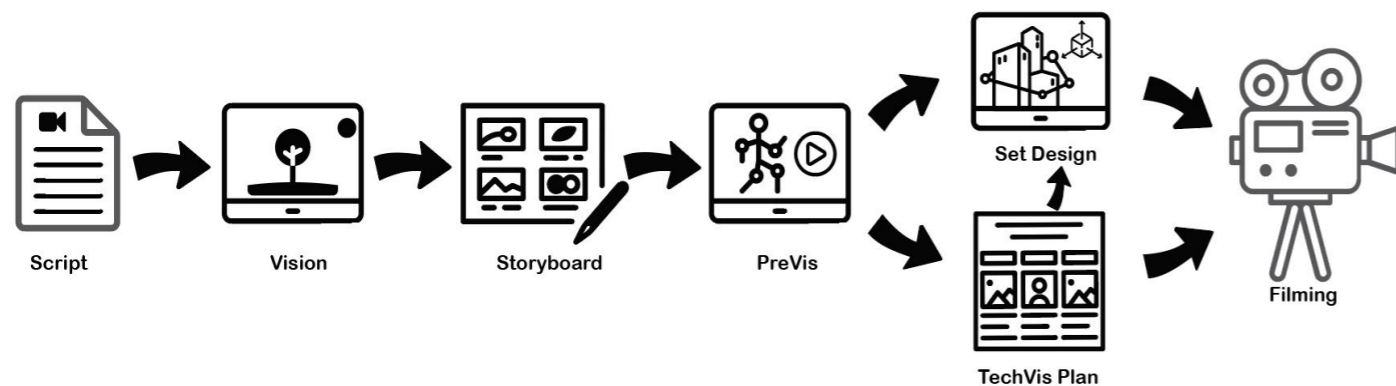 Script
Vision
Storyboard
PreVis
Set Design
TechVis Plan
Filming